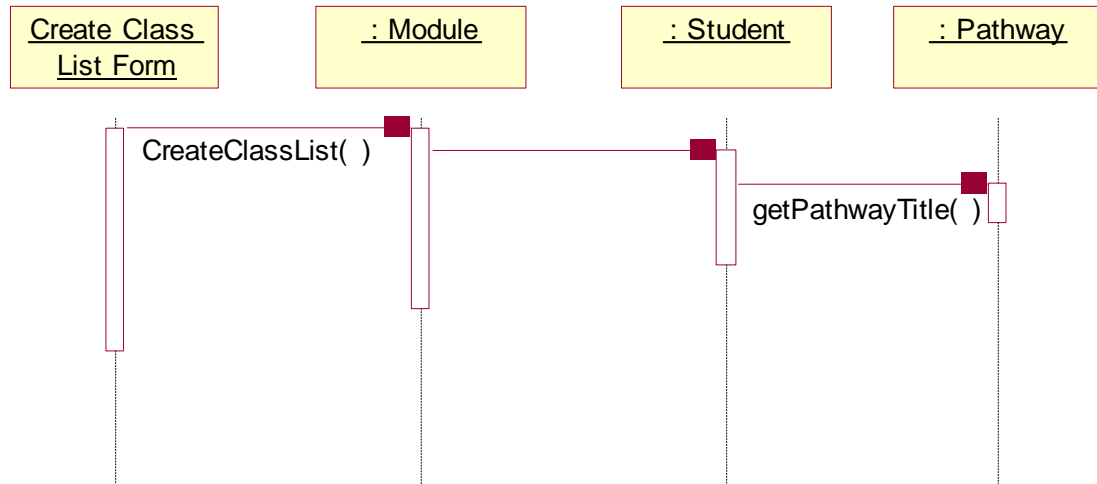 Create Class
List Form
: Module
: Student
: Pathway
CreateClassList( )
getPathwayTitle( )